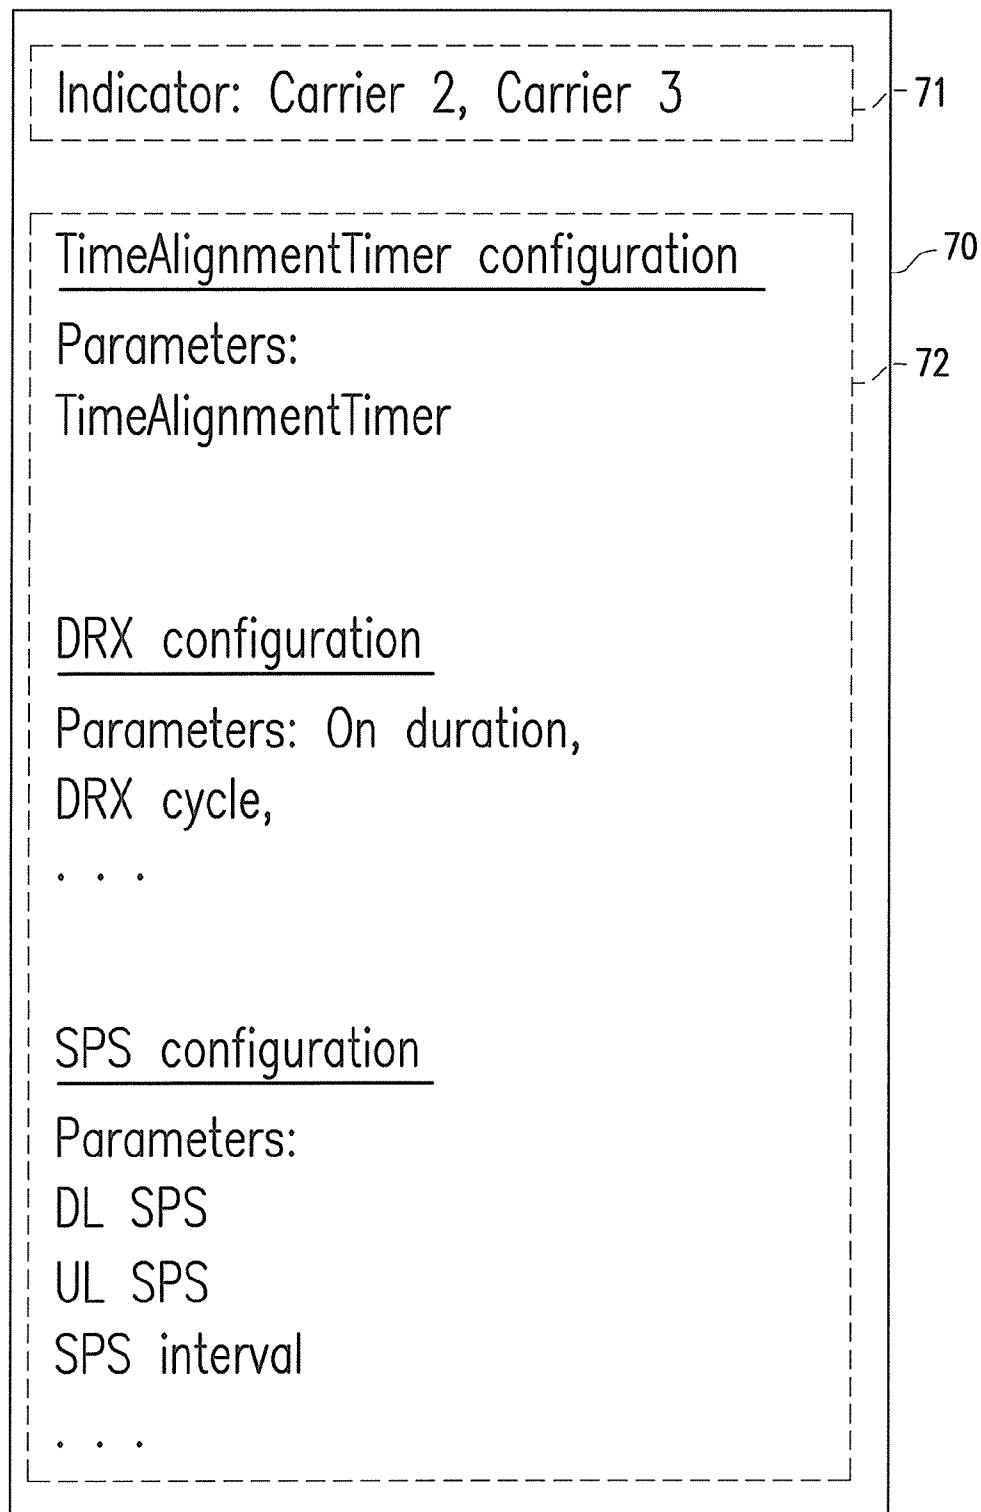 Indicator: Carrier 2, Carrier 3
71
TimeAlignmentTimer configuration
70
Parameters:
72
TimeAlignmentTimer
DRX configuration
Parameters: On duration,
DRX cycle,
. . .
SPS configuration
Parameters:
DL SPS
UL SPS
SPS interval
. . .